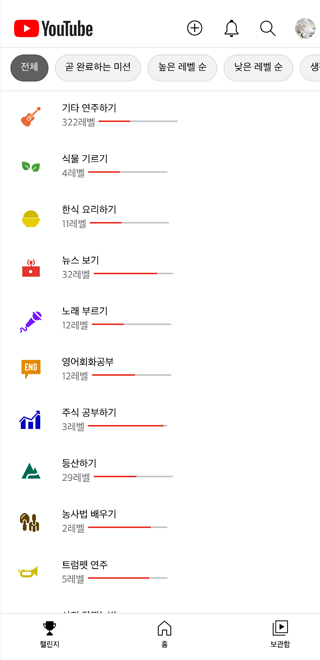 YouTube
전체 곧 완료하는 미션 높은 레벨 순 낮은 레벨 순
기타 연주하기
322레벨
식물 기르기
4레벨
한식 요리하기
11레벨
뉴스 보기
32레벨
노래 부르기
12레벨
ENG
영어회화공부
12레벨
주식 공부하기
3레벨
등산하기
29레벨
농사법 배우기
2레벨
트럼펫 연주
5레벨
챌린지 홈 보관함